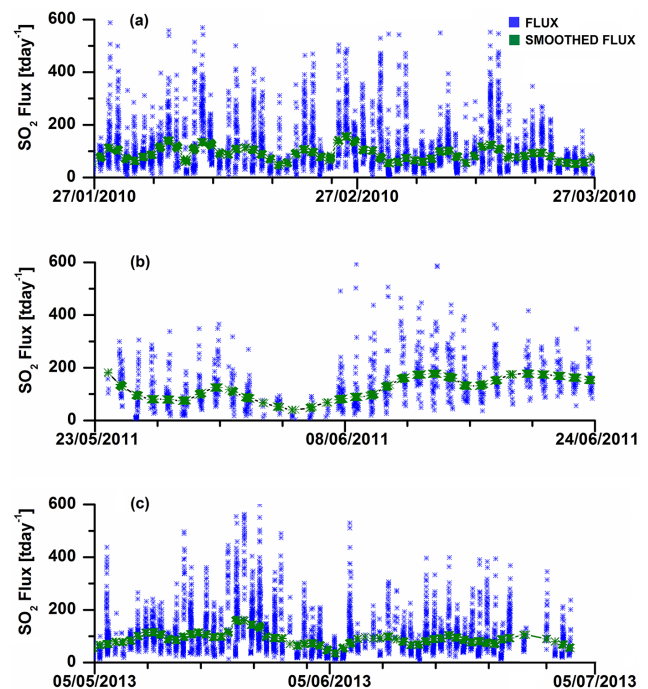 (a)
FLUX
SMOOTHED FLUX
SO₂ Flux [tday⁻¹]
600
400
200
0
27/01/2010
27/02/2010
27/03/2010
(b)
SO₂ Flux [tday⁻¹]
600
400
200
0
23/05/2011
08/06/2011
24/06/2011
(c)
SO₂ Flux [tday⁻¹]
600
400
200
0
05/05/2013
05/06/2013
05/07/2013